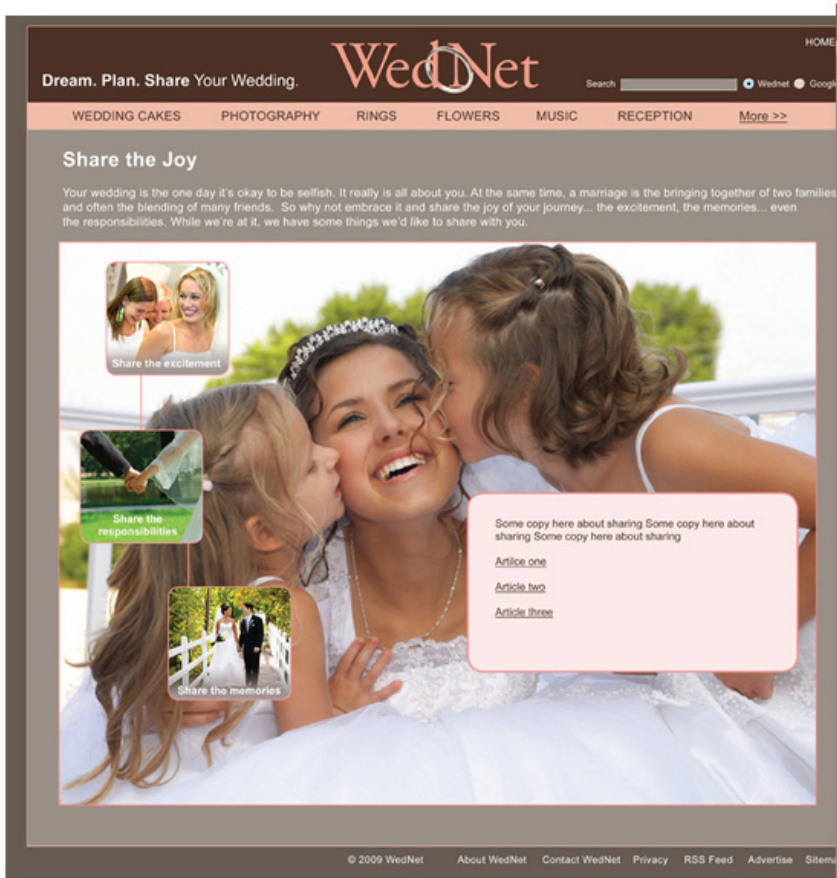 HOME
Dream. Plan. Share Your Wedding.
WedNet
Search
Wednet
Google
WEDDING CAKES PHOTOGRAPHY RINGS FLOWERS MUSIC RECEPTION More >>
Share the Joy
Your wedding is the one day it's okay to be selfish. It really is all about you. At the same time, a marriage is the bringing together of two families
and often the blending of many friends. So why not embrace it and share the joy of your journey... the excitement, the memories... even
the responsibilities. While we're at it, we have some things we'd like to share with you.
Share the excitement
Share the
responsibilities
Share the memories
Some copy here about sharing Some copy here about
sharing Some copy here about sharing
Artilce one
Article two
Article three
© 2009 WedNet About WedNet Contact WedNet Privacy RSS Feed Advertise Sitema